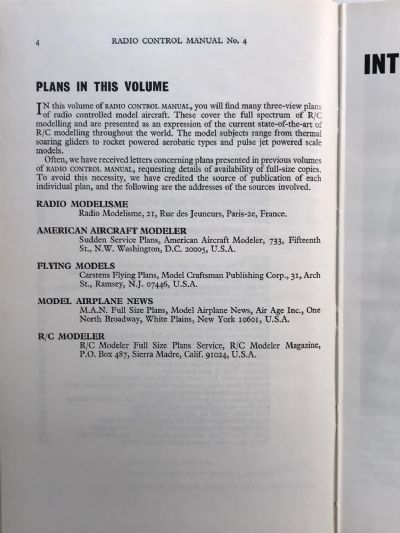 4 RADIO CONTROL MANUAL No. 4
PLANS IN THIS VOLUME
IN this volume of RADIO CONTROL MANUAL, you will find many three-view plans
of radio controlled model aircraft. These cover the full spectrum of R/C
modelling and are presented as an expression of the current state-of-the-art of
R/C modelling throughout the world. The model subjects range from thermal
soaring gliders to rocket powered aerobatic types and pulse jet powered scale
models.
Often, we have received letters concerning plans presented in previous volumes
of RADIO CONTROL MANUAL, requesting details of availability of full-size copies.
To avoid this necessity, we have credited the source of publication of each
individual plan, and the following are the addresses of the sources involved.
RADIO MODELISME
Radio Modelisme, 21, Rue des Jeuneurs, Paris-2e, France.
AMERICAN AIRCRAFT MODELER
Sudden Service Plans, American Aircraft Modeler, 733, Fifteenth
St., N.W. Washington, D.C. 20005, U.S.A.
FLYING MODELS
Carstens Flying Plans, Model Craftsman Publishing Corp., 31, Arch
St., Ramsey, N.J. 07446, U.S.A.
MODEL AIRPLANE NEWS
M.A.N. Full Size Plans, Model Airplane News, Air Age Inc., One
North Broadway, White Plains, New York 10601, U.S.A.
R/C MODELER
R/C Modeler Full Size Plans Service, R/C Modeler Magazine,
P.O. Box 487, Sierra Madre, Calif. 91024, U.S.A.
INT